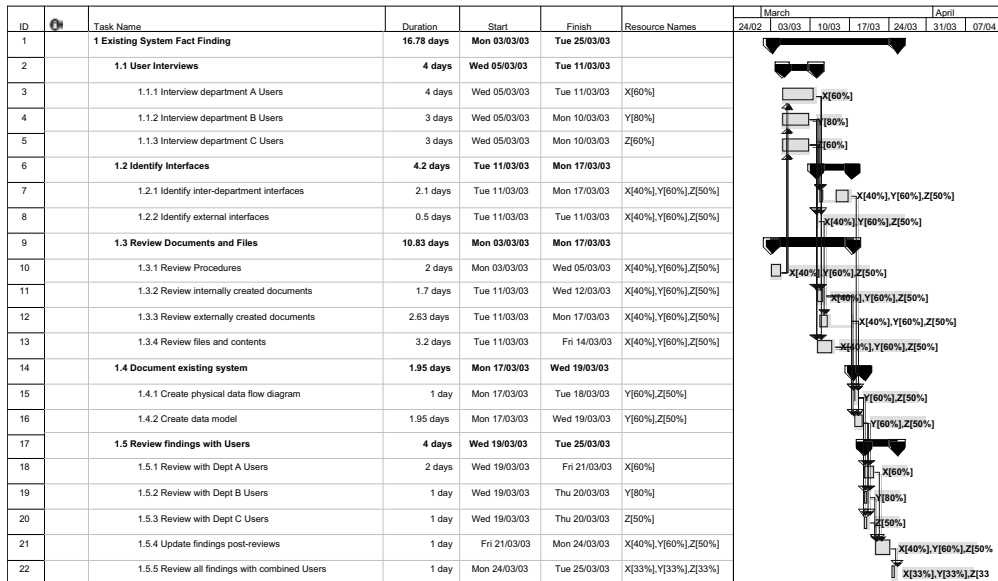 March April
ID Task Name Duration Start Finish Resource Names 24/02 03/03 10/03 17/03 24/03 31/03 07/04
1 1 Existing System Fact Finding 16.78 days Mon 03/03/03 Tue 25/03/03
2 1.1 User Interviews 4 days Wed 05/03/03 Tue 11/03/03
3 1.1.1 Interview department A Users 4 days Wed 05/03/03 Tue 11/03/03 X[60%] X[60%]
4 1.1.2 Interview department B Users 3 days Wed 05/03/03 Mon 10/03/03 Y[80%] Y[80%]
5 1.1.3 Interview department C Users 3 days Wed 05/03/03 Mon 10/03/03 Z[60%] Z[60%]
6 1.2 Identify Interfaces 4.2 days Tue 11/03/03 Mon 17/03/03
7 1.2.1 Identify inter-department interfaces 2.1 days Tue 11/03/03 Mon 17/03/03 X[40%],Y[60%],Z[50%] X[40%],Y[60%],Z[50%]
8 1.2.2 Identify external interfaces 0.5 days Tue 11/03/03 Tue 11/03/03 X[40%],Y[60%],Z[50%] X[40%],Y[60%],Z[50%]
9 1.3 Review Documents and Files 10.83 days Mon 03/03/03 Mon 17/03/03
10 1.3.1 Review Procedures 2 days Mon 03/03/03 Wed 05/03/03 X[40%],Y[60%],Z[50%] X[40%],Y[60%],Z[50%]
11 1.3.2 Review internally created documents 1.7 days Tue 11/03/03 Wed 12/03/03 X[40%],Y[60%],Z[50%] X[40%],Y[60%],Z[50%]
12 1.3.3 Review externally created documents 2.63 days Tue 11/03/03 Mon 17/03/03 X[40%],Y[60%],Z[50%] X[40%],Y[60%],Z[50%]
13 1.3.4 Review files and contents 3.2 days Tue 11/03/03 Fri 14/03/03 X[40%],Y[60%],Z[50%] X[40%],Y[60%],Z[50%]
14 1.4 Document existing system 1.95 days Mon 17/03/03 Wed 19/03/03
15 1.4.1 Create physical data flow diagram 1 day Mon 17/03/03 Tue 18/03/03 Y[60%],Z[50%] Y[60%],Z[50%]
16 1.4.2 Create data model 1.95 days Mon 17/03/03 Wed 19/03/03 Y[60%],Z[50%] Y[60%],Z[50%]
17 1.5 Review findings with Users 4 days Wed 19/03/03 Tue 25/03/03
18 1.5.1 Review with Dept A Users 2 days Wed 19/03/03 Fri 21/03/03 X[60%] X[60%]
19 1.5.2 Review with Dept B Users 1 day Wed 19/03/03 Thu 20/03/03 Y[80%] Y[80%]
20 1.5.3 Review with Dept C Users 1 day Wed 19/03/03 Thu 20/03/03 Z[50%] Z[50%]
21 1.5.4 Update findings post-reviews 1 day Fri 21/03/03 Mon 24/03/03 X[40%],Y[60%],Z[50%] X[40%],Y[60%],Z[50%
22 1.5.5 Review all findings with combined Users 1 day Mon 24/03/03 Tue 25/03/03 X[33%],Y[33%],Z[33%] X[33%],Y[33%],Z[33